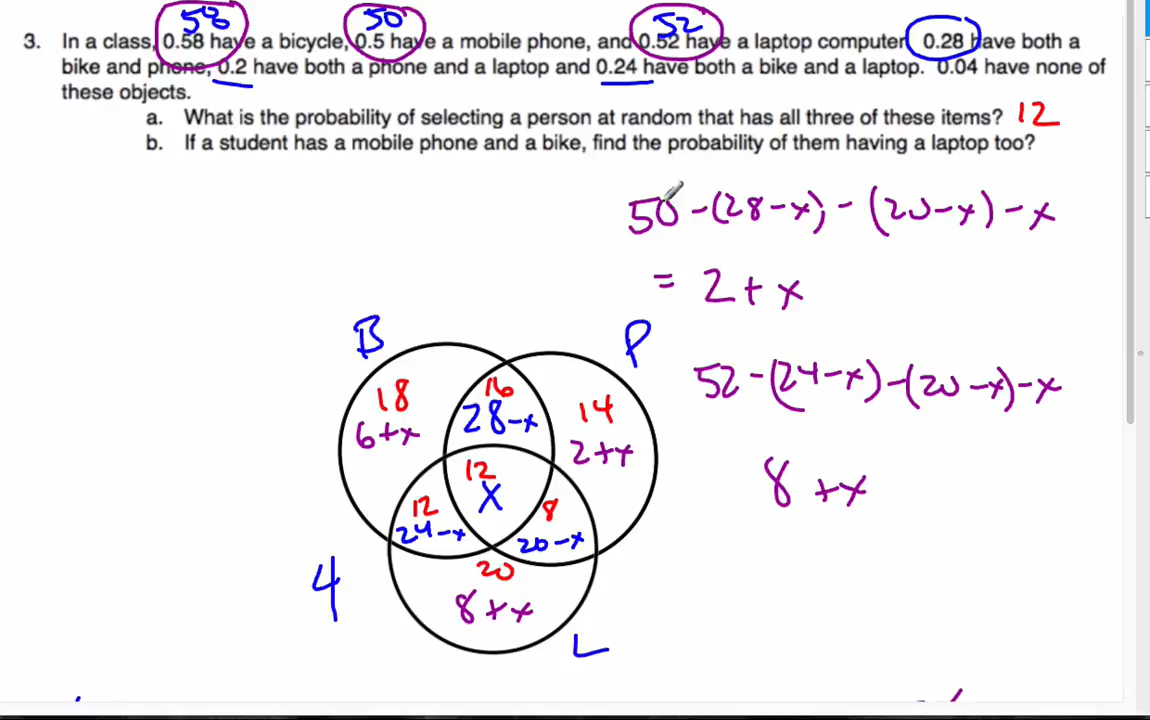 58 50 52
3. In a class, 0.58 have a bicycle, 0.5 have a mobile phone, and 0.52 have a laptop computer 0.28 have both a
bike and phone, 0.2 have both a phone and a laptop and 0.24 have both a bike and a laptop. 0.04 have none of
these objects.
a. What is the probability of selecting a person at random that has all three of these items? 12
b. If a student has a mobile phone and a bike, find the probability of them having a laptop too?
50 - (28 - x) - (20 - x) - x
= 2 + x
B P
52 - (24 - x) - (20 - x) - x
18 16 14
6+x 28-x 2+x
12
x
8 + x
12 8
24-x 20-x
4 20
8+x
L